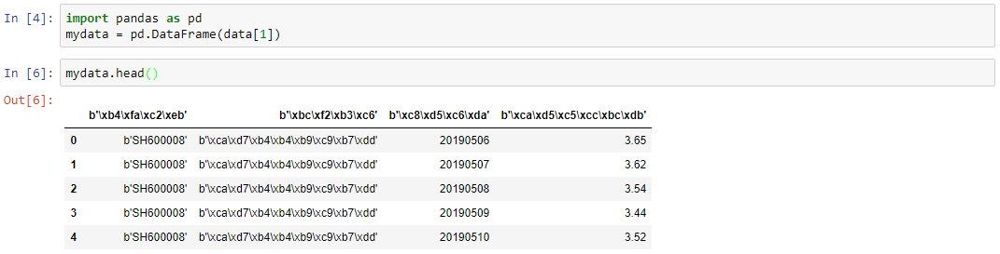 In [4]: import pandas as pd
mydata = pd.DataFrame(data[1])
In [6]: mydata.head()
Out[6]:
b'\xb4\xfa\xc2\xeb' b'\xbc\xf2\xb3\xc6' b'\xc8\xd5\xc6\xda' b'\xca\xd5\xc5\xcc\xbc\xdb'
0 b'SH600008' b'\xca\xd7\xb4\xb4\xb9\xc9\xb7\xdd' 20190506 3.65
1 b'SH600008' b'\xca\xd7\xb4\xb4\xb9\xc9\xb7\xdd' 20190507 3.62
2 b'SH600008' b'\xca\xd7\xb4\xb4\xb9\xc9\xb7\xdd' 20190508 3.54
3 b'SH600008' b'\xca\xd7\xb4\xb4\xb9\xc9\xb7\xdd' 20190509 3.44
4 b'SH600008' b'\xca\xd7\xb4\xb4\xb9\xc9\xb7\xdd' 20190510 3.52